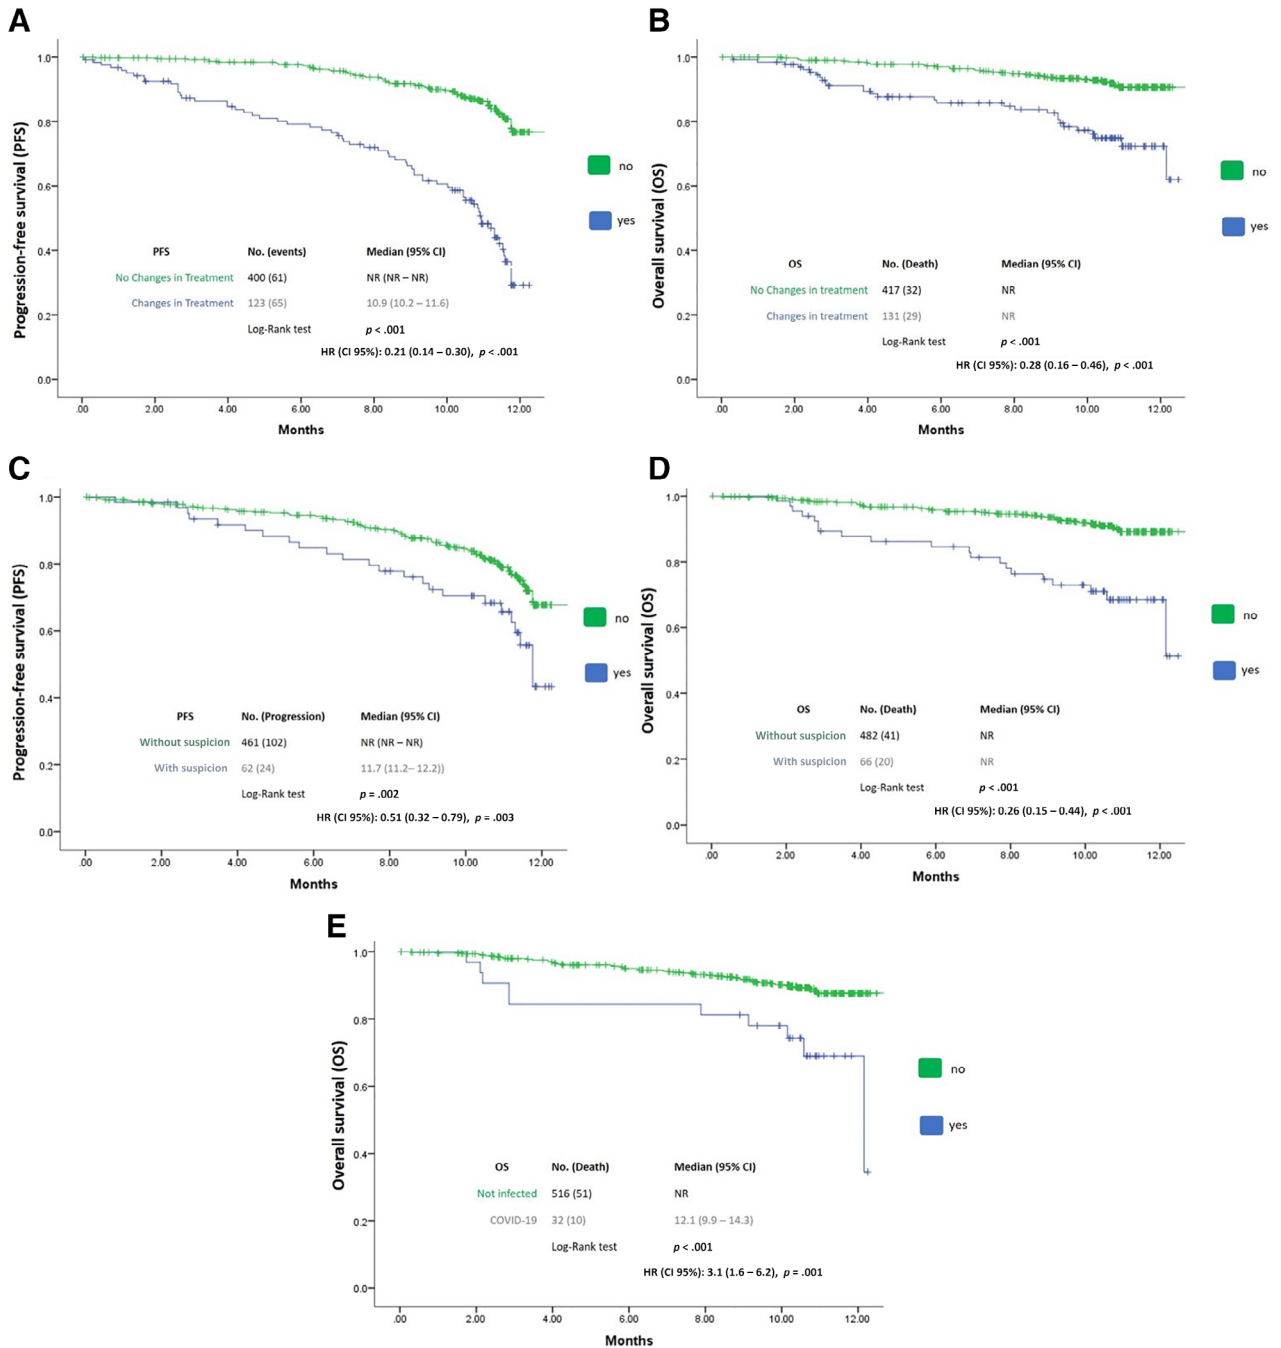 A
Progression-free survival (PFS)
1.0
0.8
0.6
0.4
0.2
0.0
PFS No. (events) Median (95% CI)
No Changes in Treatment 400 (61) NR (NR – NR)
Changes in Treatment 123 (65) 10.9 (10.2 – 11.6)
Log-Rank test p < .001
HR (CI 95%): 0.21 (0.14 – 0.30), p < .001
.00 2.00 4.00 6.00 8.00 10.00 12.00
Months
no
yes
B
Overall survival (OS)
1.0
0.8
0.6
0.4
0.2
0.0
OS No. (Death) Median (95% CI)
No Changes in treatment 417 (32) NR
Changes in treatment 131 (29) NR
Log-Rank test p < .001
HR (CI 95%): 0.28 (0.16 – 0.46), p < .001
.00 2.00 4.00 6.00 8.00 10.00 12.00
Months
no
yes
C
Progression-free survival (PFS)
1.0
0.8
0.6
0.4
0.2
0.0
PFS No. (Progression) Median (95% CI)
Without suspicion 461 (102) NR (NR – NR)
With suspicion 62 (24) 11.7 (11.2– 12.2))
Log-Rank test p = .002
HR (CI 95%): 0.51 (0.32 – 0.79), p = .003
.00 2.00 4.00 6.00 8.00 10.00 12.00
Months
no
yes
D
Overall survival (OS)
1.0
0.8
0.6
0.4
0.2
0.0
OS No. (Death) Median (95% CI)
Without suspicion 482 (41) NR
With suspicion 66 (20) NR
Log-Rank test p < .001
HR (CI 95%): 0.26 (0.15 – 0.44), p < .001
.00 2.00 4.00 6.00 8.00 10.00 12.00
Months
no
yes
E
Overall survival (OS)
1.0
0.8
0.6
0.4
0.2
0.0
OS No. (Death) Median (95% CI)
Not infected 516 (51) NR
COVID-19 32 (10) 12.1 (9.9 – 14.3)
Log-Rank test p < .001
HR (CI 95%): 3.1 (1.6 – 6.2), p = .001
.00 2.00 4.00 6.00 8.00 10.00 12.00
Months
no
yes